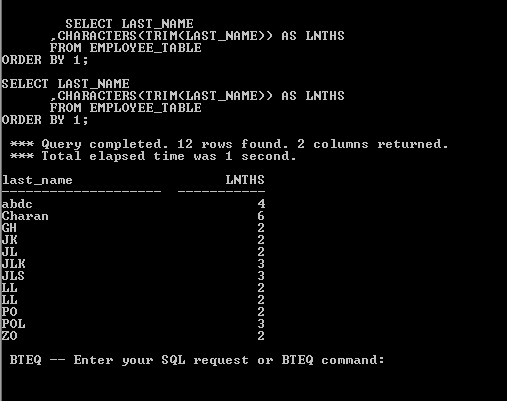 SELECT LAST_NAME
,CHARACTERS(TRIM(LAST_NAME)) AS LNTHS
FROM EMPLOYEE_TABLE
ORDER BY 1;
SELECT LAST_NAME
,CHARACTERS(TRIM(LAST_NAME)) AS LNTHS
FROM EMPLOYEE_TABLE
ORDER BY 1;
*** Query completed. 12 rows found. 2 columns returned.
*** Total elapsed time was 1 second.
last_name LNTHS
-------------------- -----------
abdc 4
Charan 6
GH 2
JK 2
JL 2
JLK 3
JLS 3
LL 2
LL 2
PO 2
POL 3
ZO 2
BTEQ -- Enter your SQL request or BTEQ command: